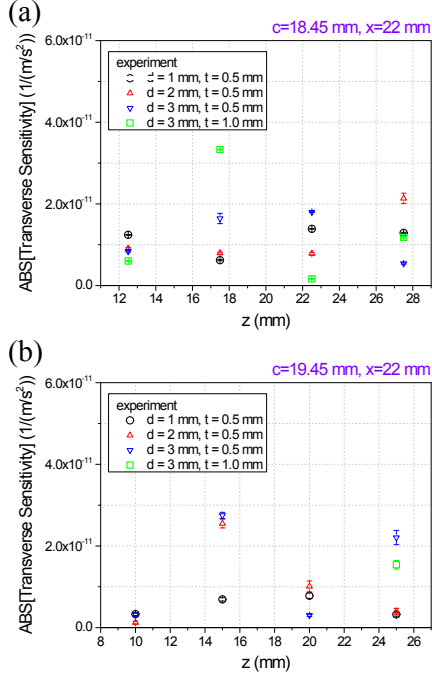 (a)
c=18.45 mm, x=22 mm
ABS[Transverse Sensitivity] (1/(m/s²))
6.0x10⁻¹¹
4.0x10⁻¹¹
2.0x10⁻¹¹
0.0
experiment
d = 1 mm, t = 0.5 mm
d = 2 mm, t = 0.5 mm
d = 3 mm, t = 0.5 mm
d = 3 mm, t = 1.0 mm
12 14 16 18 20 22 24 26 28
z (mm)
(b)
c=19.45 mm, x=22 mm
ABS[Transverse Sensitivity] (1/(m/s²))
6.0x10⁻¹¹
4.0x10⁻¹¹
2.0x10⁻¹¹
0.0
experiment
d = 1 mm, t = 0.5 mm
d = 2 mm, t = 0.5 mm
d = 3 mm, t = 0.5 mm
d = 3 mm, t = 1.0 mm
8 10 12 14 16 18 20 22 24 26
z (mm)